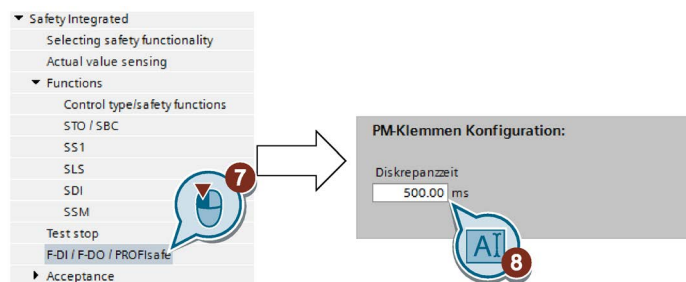 Safety Integrated
Selecting safety functionality
Actual value sensing
Functions
Control type/safety functions
STO / SBC
SS1
SLS
SDI
SSM
Test stop
F-DI / F-DO / PROFIsafe
Acceptance
7
PM-Klemmen Konfiguration:
Diskrepanzzeit
500.00 ms
AI
8